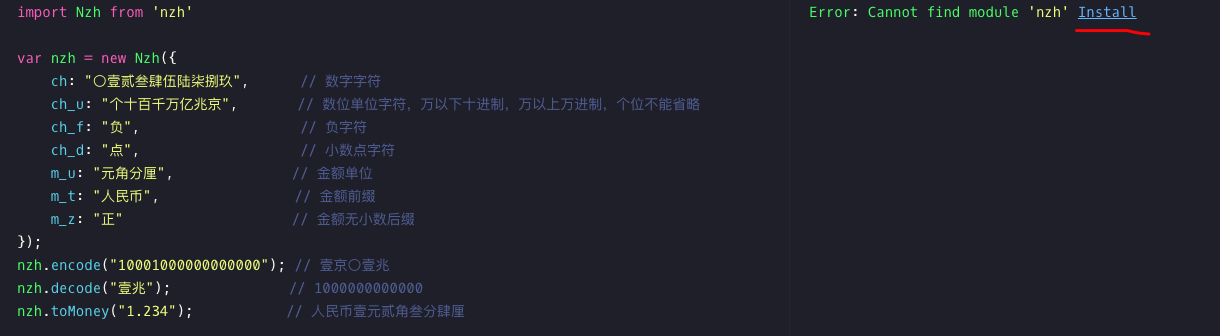 import Nzh from 'nzh'
Error: Cannot find module 'nzh' Install
var nzh = new Nzh({
ch: "〇壹贰叁肆伍陆柒捌玖", // 数字字符
ch_u: "个十百千万亿兆京", // 数位单位字符，万以下十进制，万以上万进制，个位不能省略
ch_f: "负", // 负字符
ch_d: "点", // 小数点字符
m_u: "元角分厘", // 金额单位
m_t: "人民币", // 金额前缀
m_z: "正" // 金额无小数后缀
});
nzh.encode("10001000000000000"); // 壹京〇壹兆
nzh.decode("壹兆"); // 1000000000000
nzh.toMoney("1.234"); // 人民币壹元贰角叁分肆厘